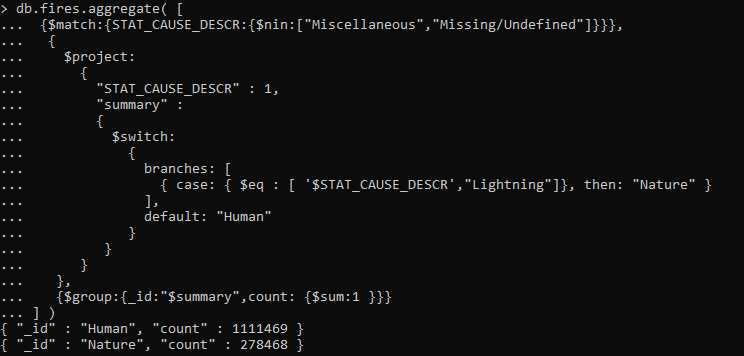 > db.fires.aggregate( [
...   {$match:{STAT_CAUSE_DESCR:{$nin:["Miscellaneous","Missing/Undefined"]}}},
...    {
...      $project:
...        {
...          "STAT_CAUSE_DESCR" : 1,
...          "summary" :
...          {
...            $switch:
...              {
...                branches: [
...                  { case: { $eq : [ '$STAT_CAUSE_DESCR',"Lightning"]}, then: "Nature" }
...                ],
...                default: "Human"
...              }
...           }
...        }
...     },
...     {$group:{_id:"$summary",count: {$sum:1 }}}
... ] )
{ "_id" : "Human", "count" : 1111469 }
{ "_id" : "Nature", "count" : 278468 }